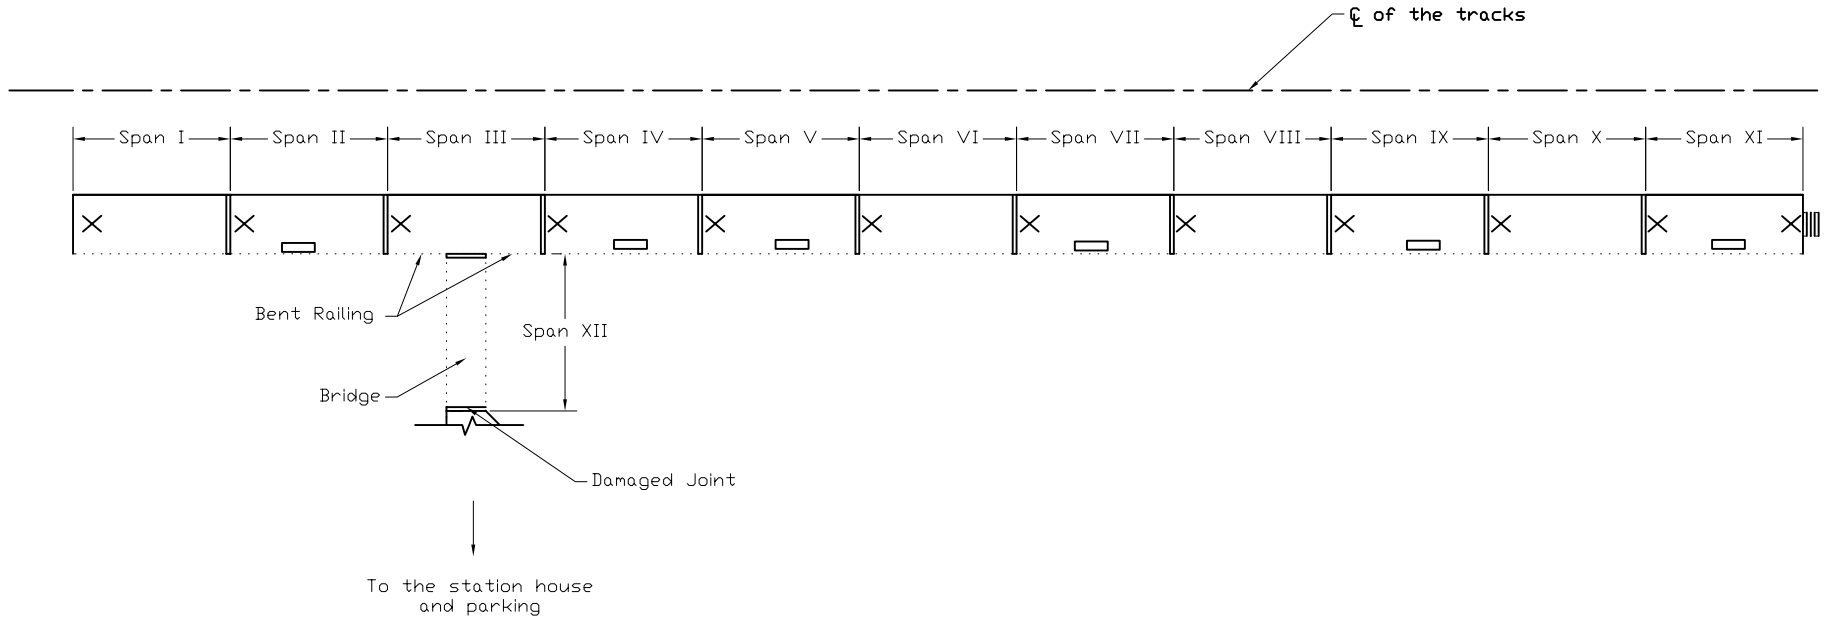 ℄ of the tracks
Span I
Span II
Span III
Span IV
Span V
Span VI
Span VII
Span VIII
Span IX
Span X
Span XI
Bent Railing
Span XII
Bridge
Damaged Joint
To the station house
and parking